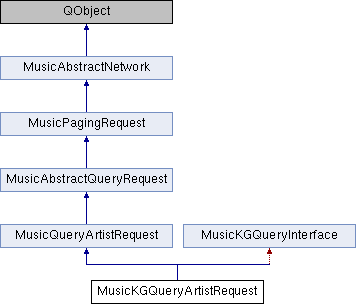 QObject
MusicAbstractNetwork
MusicPagingRequest
MusicAbstractQueryRequest
MusicQueryArtistRequest
MusicKGQueryInterface
MusicKGQueryArtistRequest